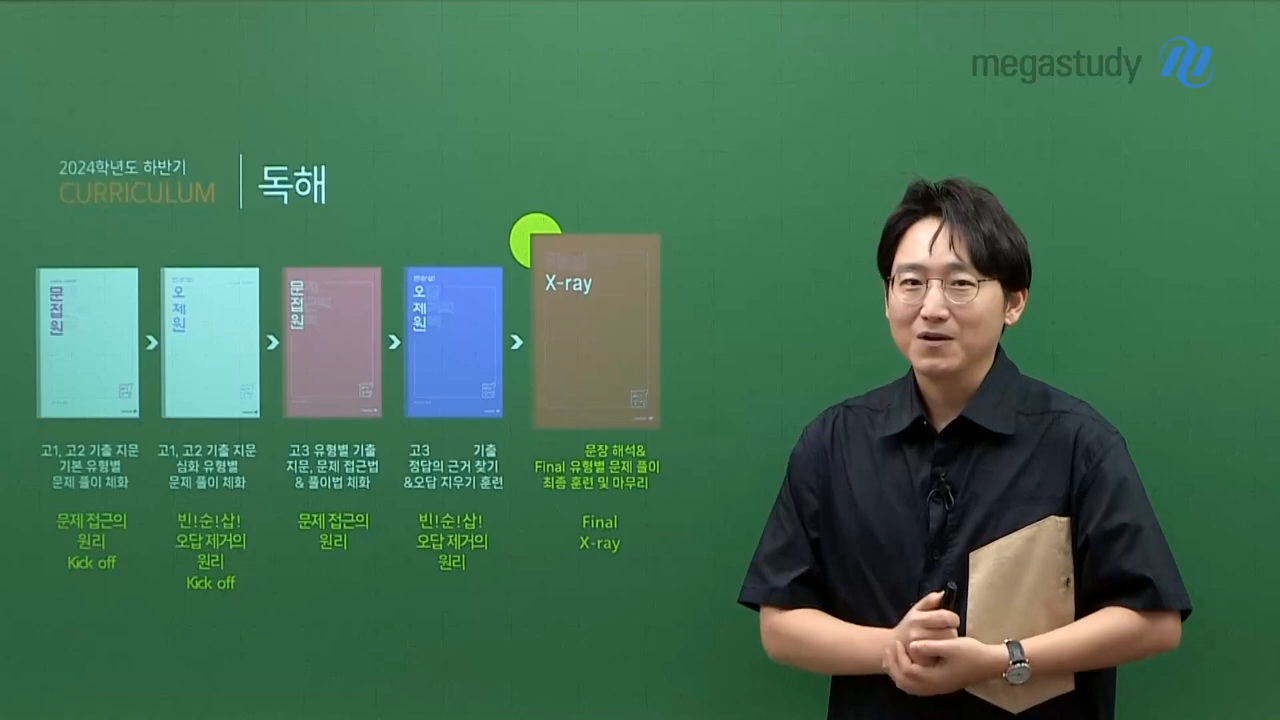 megastudy
2024학년도 하반기
CURRICULUM
독해
문접원
고1, 고2 기출 지문
기본 유형별
문제 풀이 체화
문제 접근의
원리
Kick off
빈!순!삽!
오제원
고1, 고2 기출 지문
심화 유형별
문제 풀이 체화
빈!순!삽!
오답 제거의
원리
Kick off
문접원
고3 유형별 기출
지문, 문제 접근법
& 풀이법 체화
문제 접근의
원리
빈!순!삽!
오제원
고3 기출
정답의 근거 찾기
&오답 지우기 훈련
빈!순!삽!
오답 제거의
원리
Final
X-ray
문장 해석&
Final 유형별 문제 풀이
최종 훈련 및 마무리
Final
X-ray